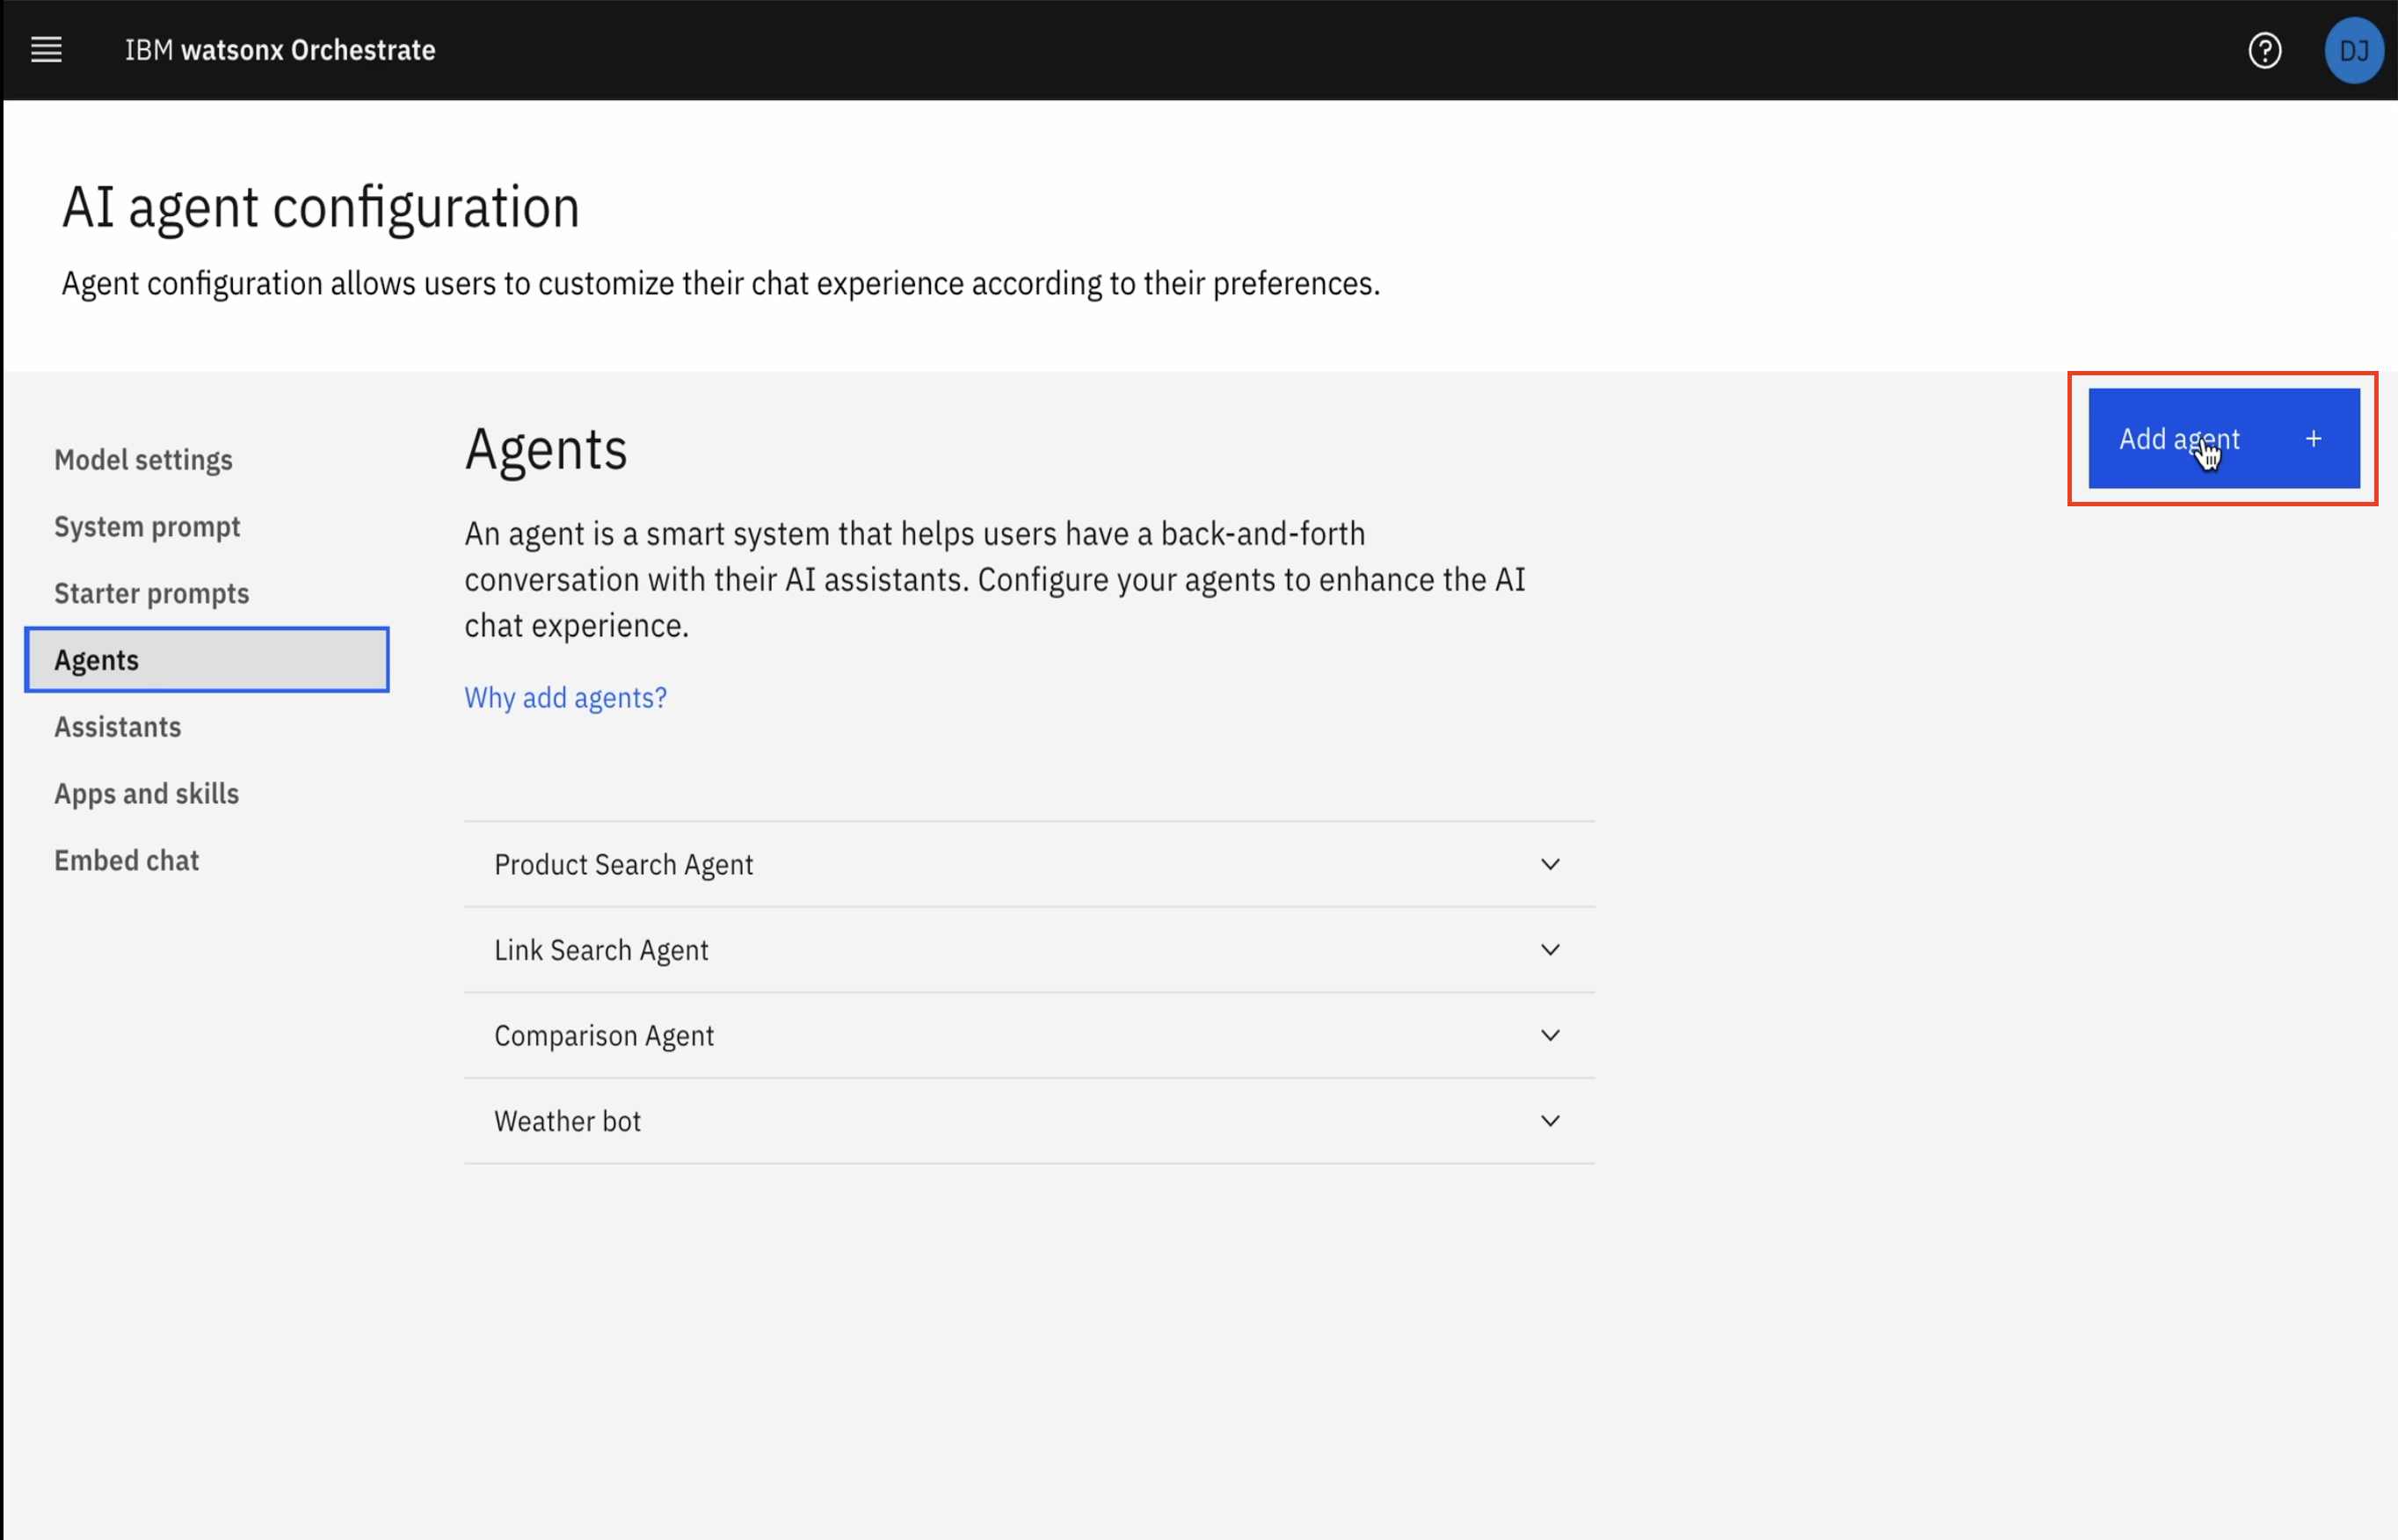 IBM watsonx Orchestrate
DJ
AI agent configuration
Agent configuration allows users to customize their chat experience according to their preferences.
Model settings
System prompt
Starter prompts
Agents
Assistants
Apps and skills
Embed chat
Agents
Add agent +
An agent is a smart system that helps users have a back-and-forth
conversation with their AI assistants. Configure your agents to enhance the AI
chat experience.
Why add agents?
Product Search Agent
Link Search Agent
Comparison Agent
Weather bot